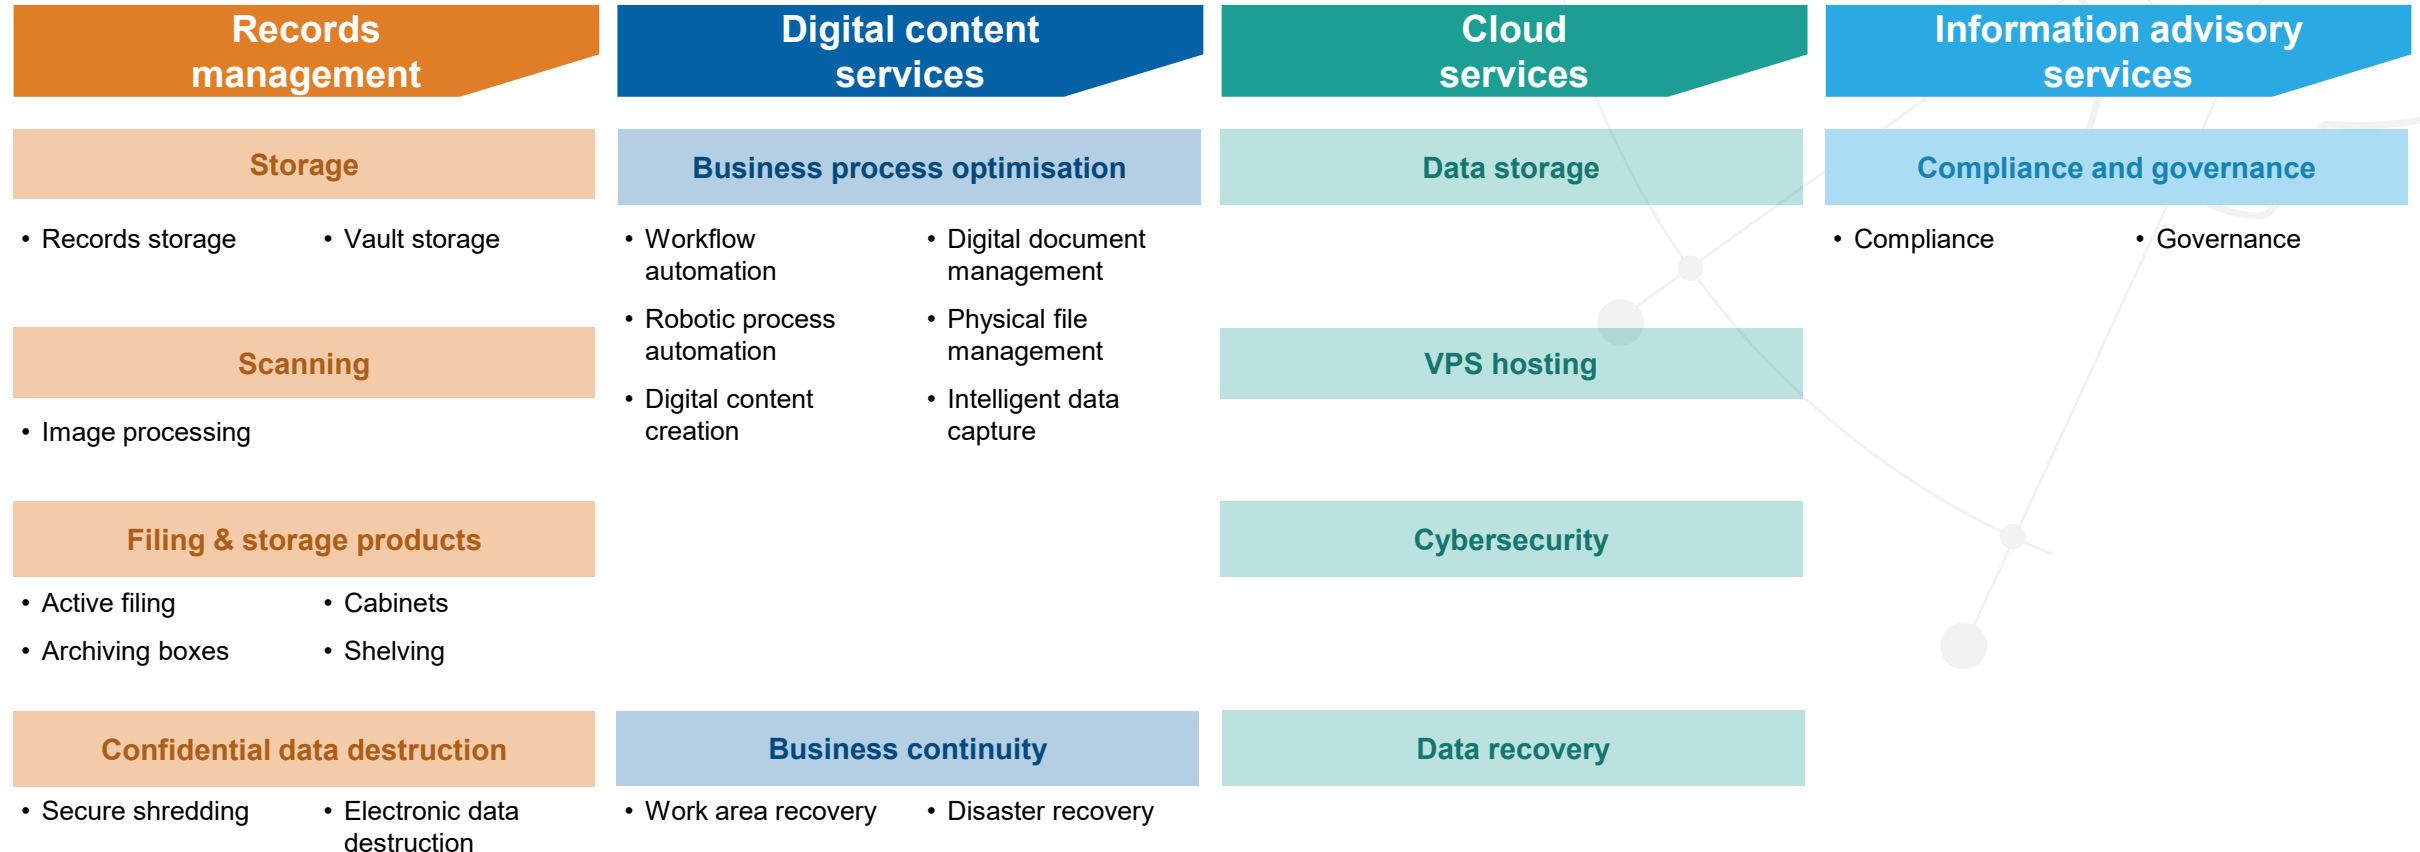 Records
management
Storage
• Records storage
• Vault storage
Scanning
• Image processing
Filing & storage products
• Active filing
• Archiving boxes
• Cabinets
• Shelving
Confidential data destruction
• Secure shredding
• Electronic data
destruction
Digital content
services
Business process optimisation
• Workflow
automation
• Robotic process
automation
• Digital content
creation
• Digital document
management
• Physical file
management
• Intelligent data
capture
Business continuity
• Work area recovery
• Disaster recovery
Cloud
services
Data storage
VPS hosting
Cybersecurity
Data recovery
Information advisory
services
Compliance and governance
• Compliance
• Governance